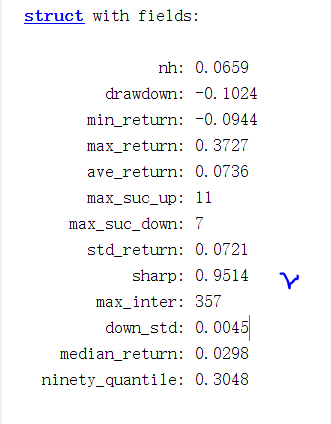 struct with fields:
nh: 0.0659
drawdown: -0.1024
min_return: -0.0944
max_return: 0.3727
ave_return: 0.0736
max_suc_up: 11
max_suc_down: 7
std_return: 0.0721
sharp: 0.9514
max_inter: 357
down_std: 0.0045
median_return: 0.0298
ninety_quantile: 0.3048